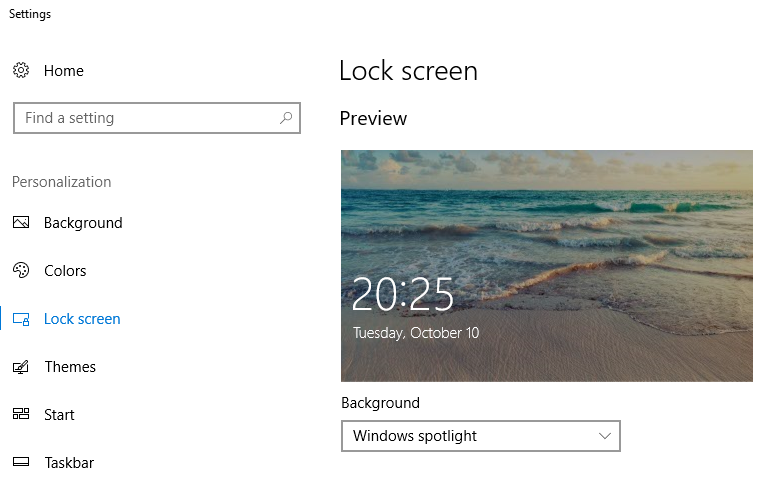 Settings
Home
Find a setting
Personalization
Background
Colors
Lock screen
Themes
Start
Taskbar
Lock screen
Preview
20:25
Tuesday, October 10
Background
Windows spotlight